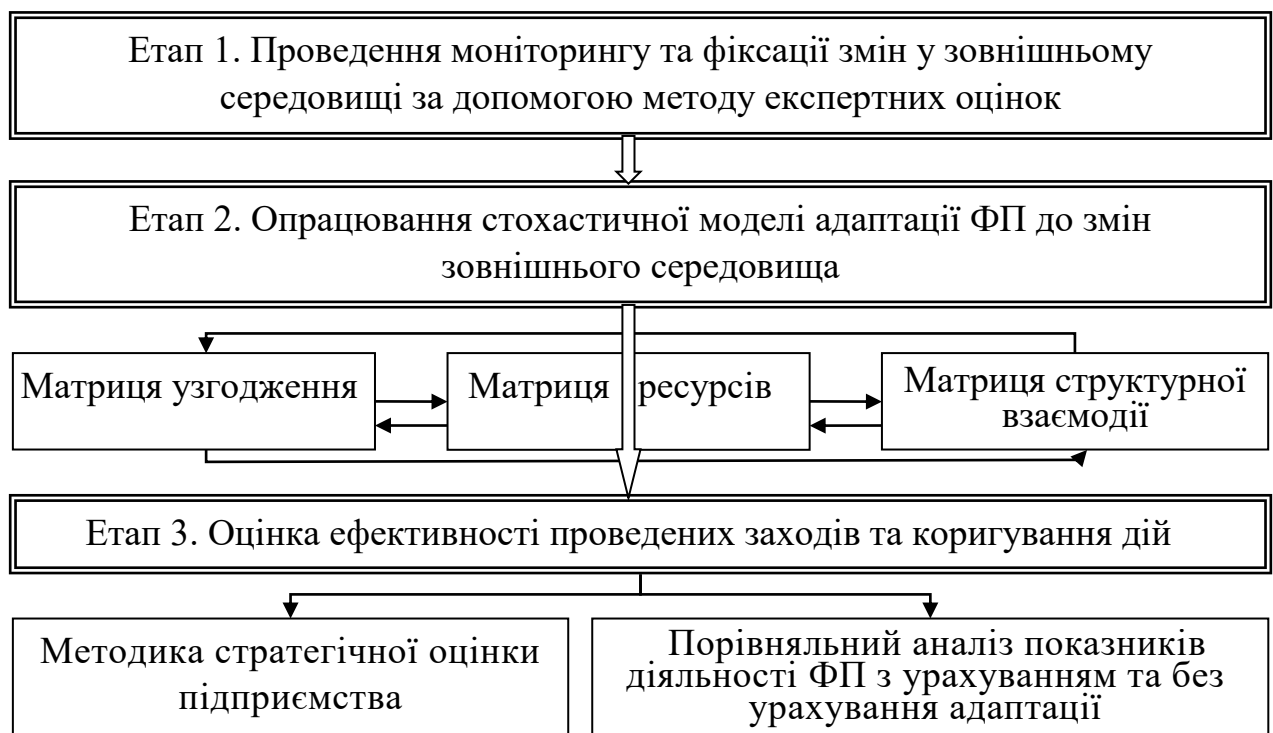 Етап 1. Проведення моніторингу та фіксації змін у зовнішньому
середовищі за допомогою методу експертних оцінок
Етап 2. Опрацювання стохастичної моделі адаптації ФП до змін
зовнішнього середовища
Матриця узгодження
Матриця ресурсів
Матриця структурної
взаємодії
Етап 3. Оцінка ефективності проведених заходів та коригування дій
Методика стратегічної оцінки
підприємства
Порівняльний аналіз показників
діяльності ФП з урахуванням та без
урахування адаптації